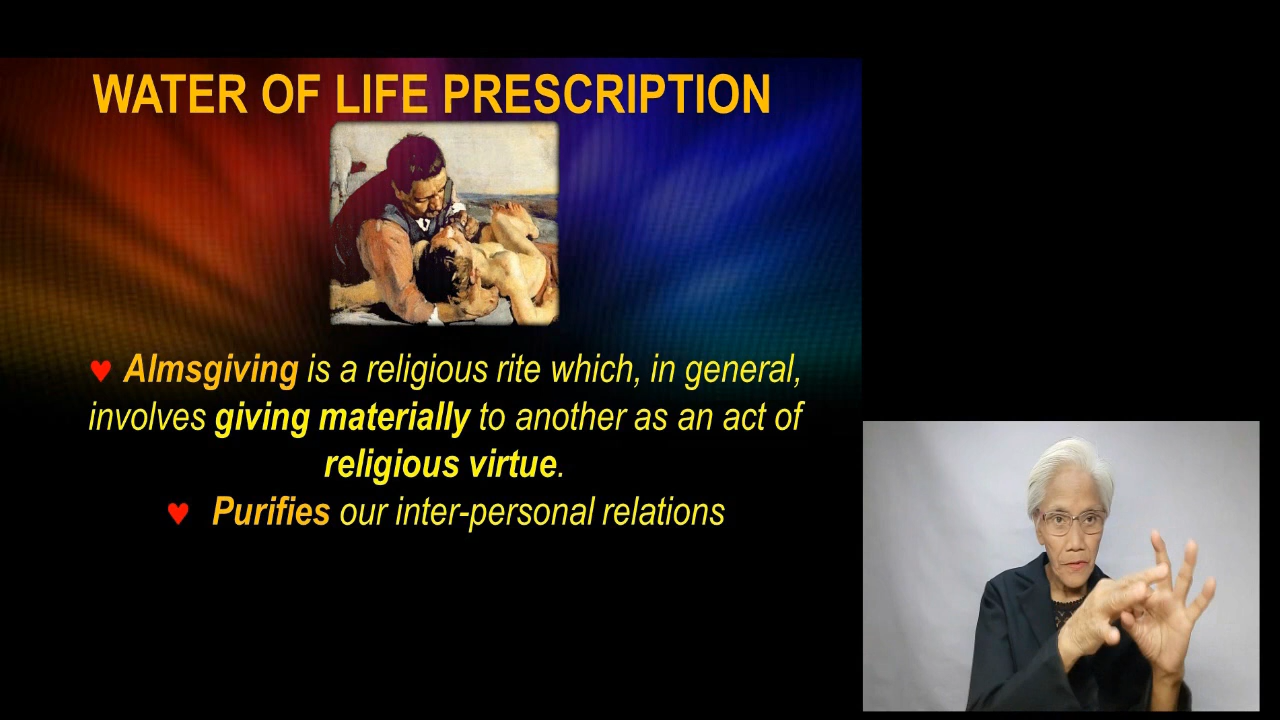 WATER OF LIFE PRESCRIPTION
♥ Almsgiving is a religious rite which, in general,
involves giving materially to another as an act of
religious virtue.
♥ Purifies our inter-personal relations